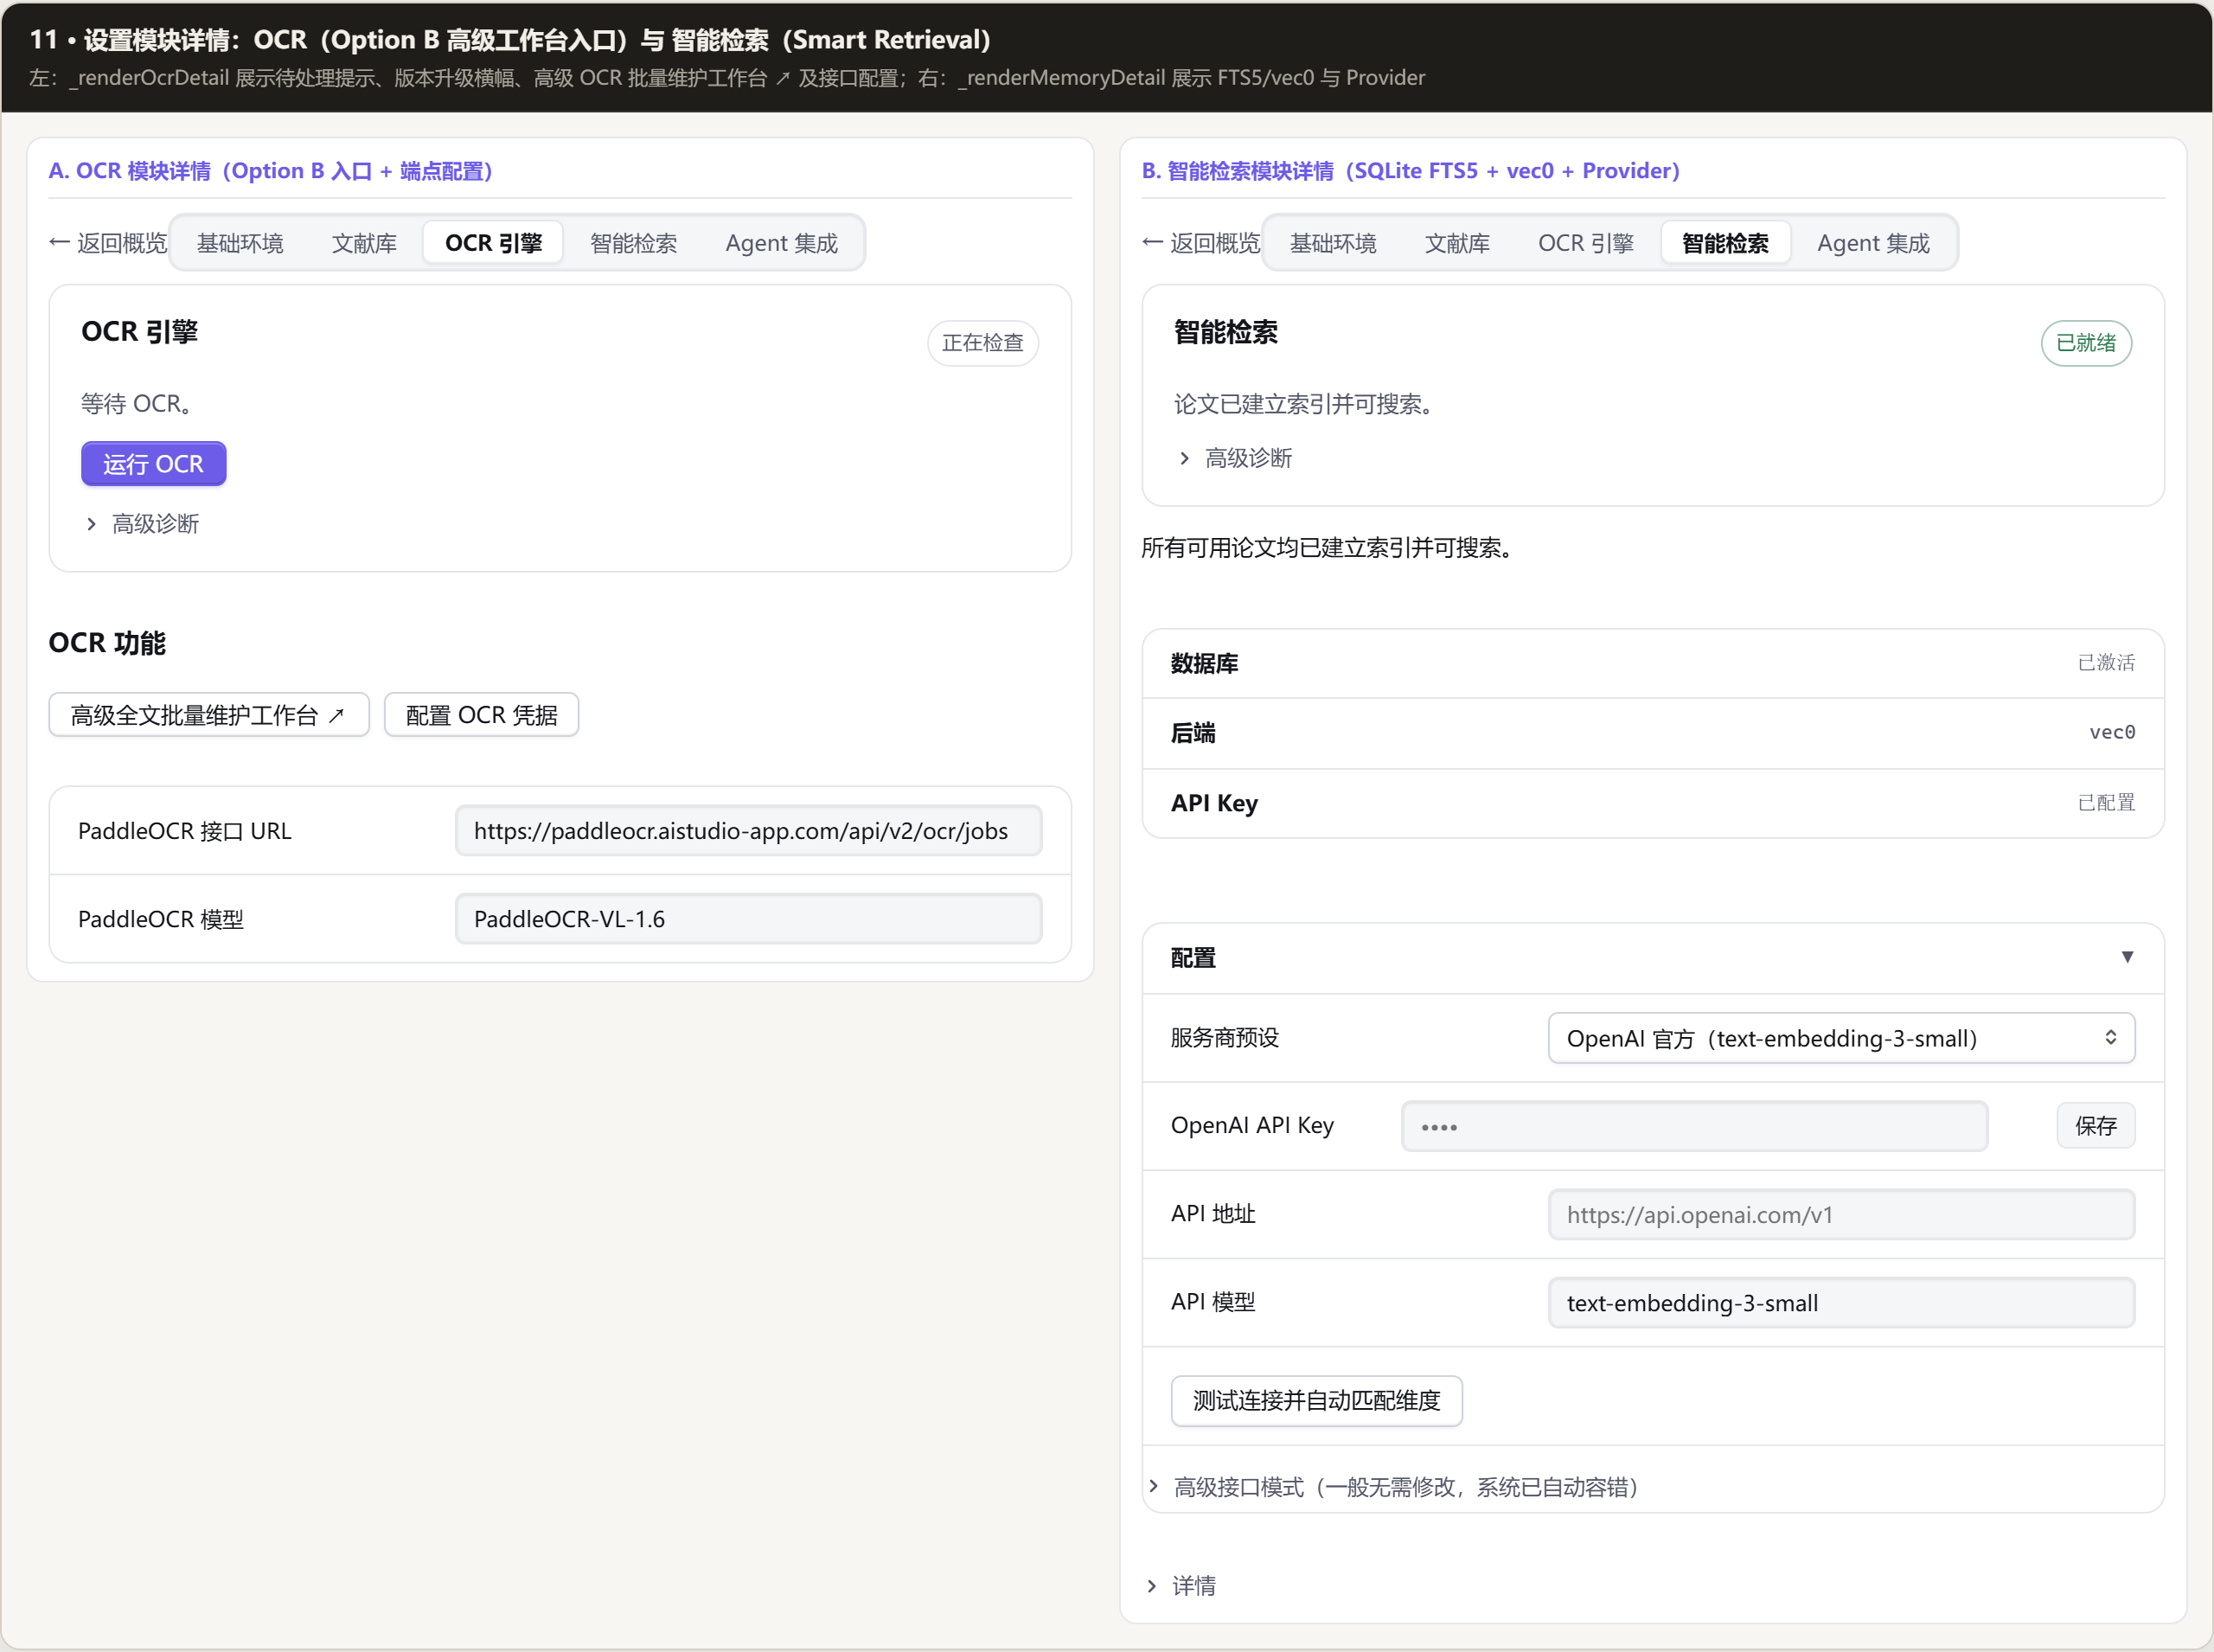 11 • 设置模块详情：OCR（Option B 高级工作台入口）与 智能检索（Smart Retrieval）
左：_renderOcrDetail 展示待处理提示、版本升级横幅、高级 OCR 批量维护工作台 ↗ 及接口配置；右：_renderMemoryDetail 展示 FTS5/vec0 与 Provider
A. OCR 模块详情（Option B 入口 + 端点配置）
← 返回概览 基础环境 文献库 OCR 引擎 智能检索 Agent 集成
OCR 引擎
正在检查
等待 OCR。
运行 OCR
› 高级诊断
OCR 功能
高级全文批量维护工作台 ↗ 配置 OCR 凭据
PaddleOCR 接口 URL https://paddleocr.aistudio-app.com/api/v2/ocr/jobs
PaddleOCR 模型 PaddleOCR-VL-1.6
B. 智能检索模块详情（SQLite FTS5 + vec0 + Provider）
← 返回概览 基础环境 文献库 OCR 引擎 智能检索 Agent 集成
智能检索
已就绪
论文已建立索引并可搜索。
› 高级诊断
所有可用论文均已建立索引并可搜索。
数据库 已激活
后端 vec0
API Key 已配置
配置 ▼
服务商预设 OpenAI 官方（text-embedding-3-small）
OpenAI API Key •••• 保存
API 地址 https://api.openai.com/v1
API 模型 text-embedding-3-small
测试连接并自动匹配维度
› 高级接口模式（一般无需修改，系统已自动容错）
› 详情